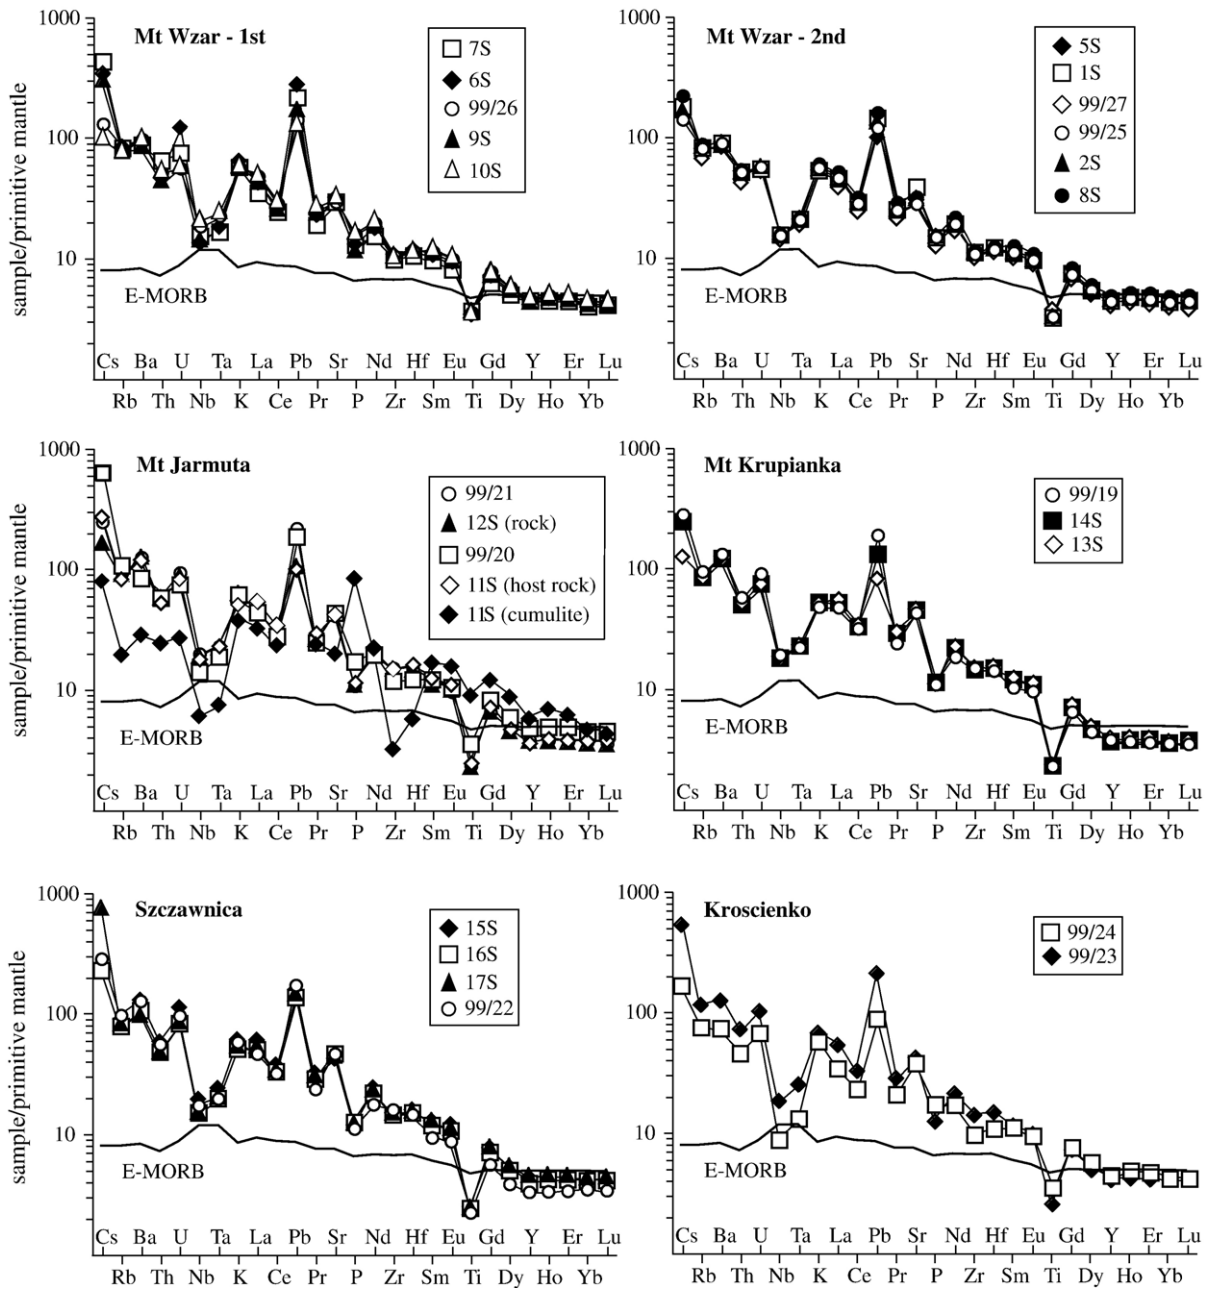 sample/primitive mantle
1000
100
10
Mt Wzar - 1st
7S
6S
99/26
9S
10S
E-MORB
Cs Ba U Ta K La Pb Sr Nd Hf Eu Gd Y Er Lu
Rb Th Nb Ce Pr P Zr Sm Ti Dy Ho Yb
1000
100
10
Mt Wzar - 2nd
5S
1S
99/27
99/25
2S
8S
E-MORB
Cs Ba U Ta K La Pb Sr Nd Hf Eu Gd Y Er Lu
Rb Th Nb Ce Pr P Zr Sm Ti Dy Ho Yb
sample/primitive mantle
1000
100
10
Mt Jarmuta
99/21
12S (rock)
99/20
11S (host rock)
11S (cumulite)
E-MORB
Cs Ba U Ta K La Pb Sr Nd Hf Eu Gd Y Er Lu
Rb Th Nb Ce Pr P Zr Sm Ti Dy Ho Yb
1000
100
10
Mt Krupianka
99/19
14S
13S
E-MORB
Cs Ba U Ta K La Pb Sr Nd Hf Eu Gd Y Er Lu
Rb Th Nb Ce Pr P Zr Sm Ti Dy Ho Yb
sample/primitive mantle
1000
100
10
Szczawnica
15S
16S
17S
99/22
E-MORB
Cs Ba U Ta K La Pb Sr Nd Hf Eu Gd Y Er Lu
Rb Th Nb Ce Pr P Zr Sm Ti Dy Ho Yb
1000
100
10
Kroscienko
99/24
99/23
E-MORB
Cs Ba U Ta K La Pb Sr Nd Hf Eu Gd Y Er Lu
Rb Th Nb Ce Pr P Zr Sm Ti Dy Ho Yb